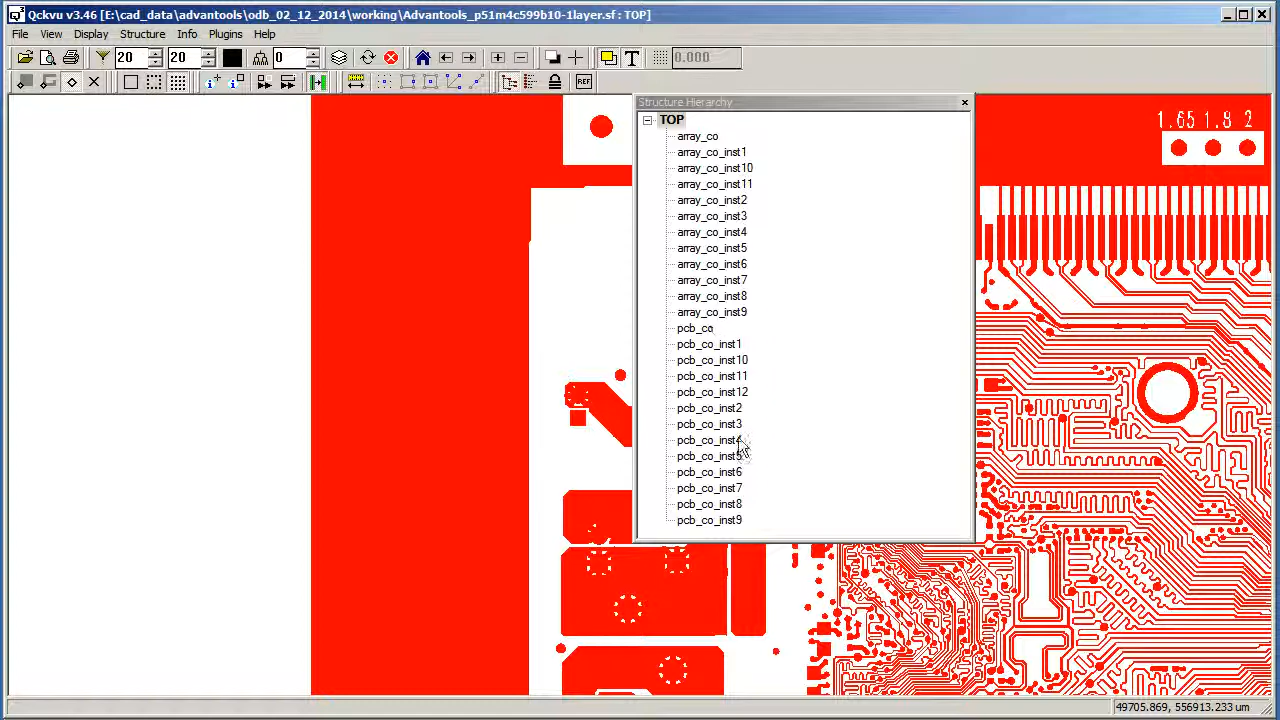 Qckvu v3.46 [E:\cad_data\advantools\odb_02_12_2014\working\Advantools_p51m4c599b10-1layer.sf : TOP]
File View Display Structure Info Plugins Help
20 20 0 T 0.000
REF
Structure Hierarchy
TOP
array_co
array_co_inst1
array_co_inst10
array_co_inst11
array_co_inst2
array_co_inst3
array_co_inst4
array_co_inst5
array_co_inst6
array_co_inst7
array_co_inst8
array_co_inst9
pcb_co
pcb_co_inst1
pcb_co_inst10
pcb_co_inst11
pcb_co_inst12
pcb_co_inst2
pcb_co_inst3
pcb_co_inst4
pcb_co_inst5
pcb_co_inst6
pcb_co_inst7
pcb_co_inst8
pcb_co_inst9
1.65 1.8 2
49705.869, 556913.233 um